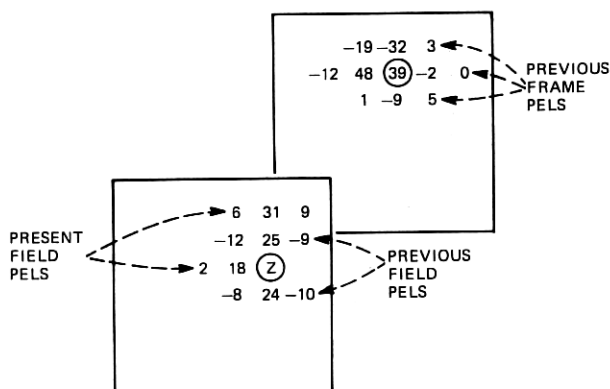 −19 −32 3
−12 48 39 −2 0
1 −9 5
PREVIOUS
FRAME
PELS
6 31 9
−12 25 −9
2 18 Z
−8 24 −10
PRESENT
FIELD
PELS
PREVIOUS
FIELD
PELS